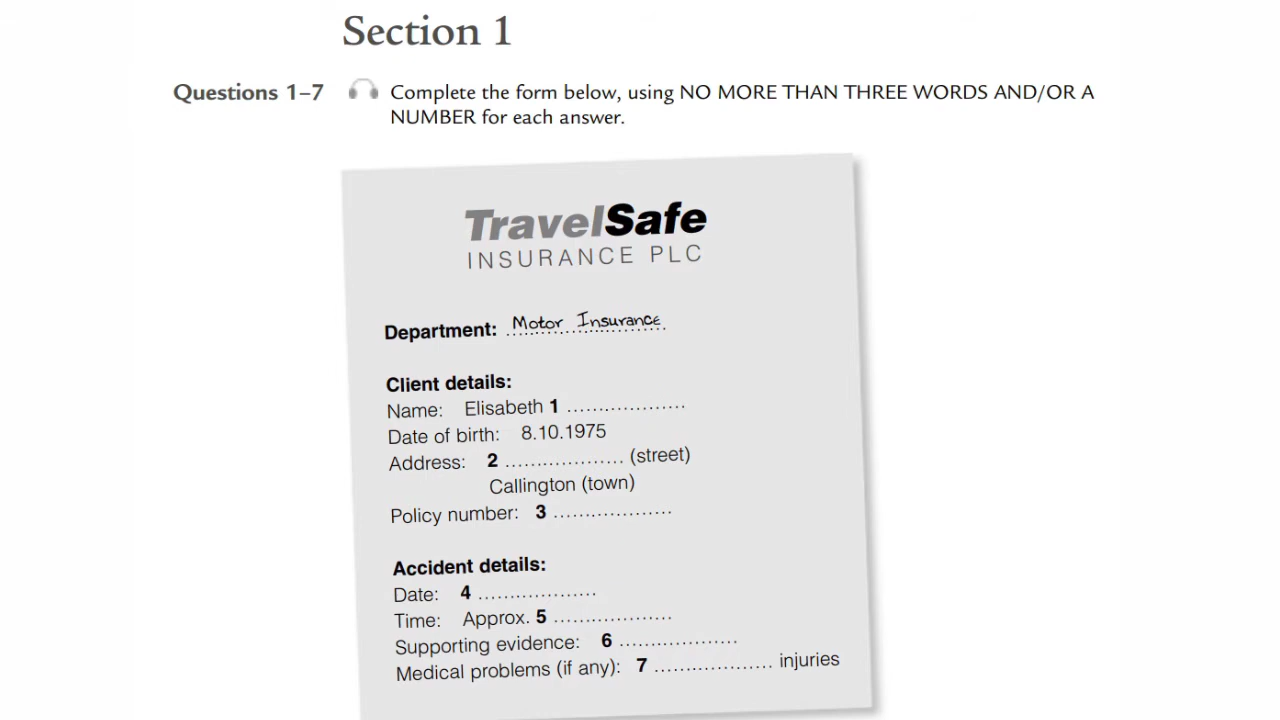 Section 1
Questions 1–7 Complete the form below, using NO MORE THAN THREE WORDS AND/OR A
NUMBER for each answer.
TravelSafe
INSURANCE PLC
Department: Motor Insurance
Client details:
Name: Elisabeth 1 ....................
Date of birth: 8.10.1975
Address: 2 .................... (street)
Callington (town)
Policy number: 3 ....................
Accident details:
Date: 4 ....................
Time: Approx. 5 ....................
Supporting evidence: 6 ....................
Medical problems (if any): 7 .................... injuries